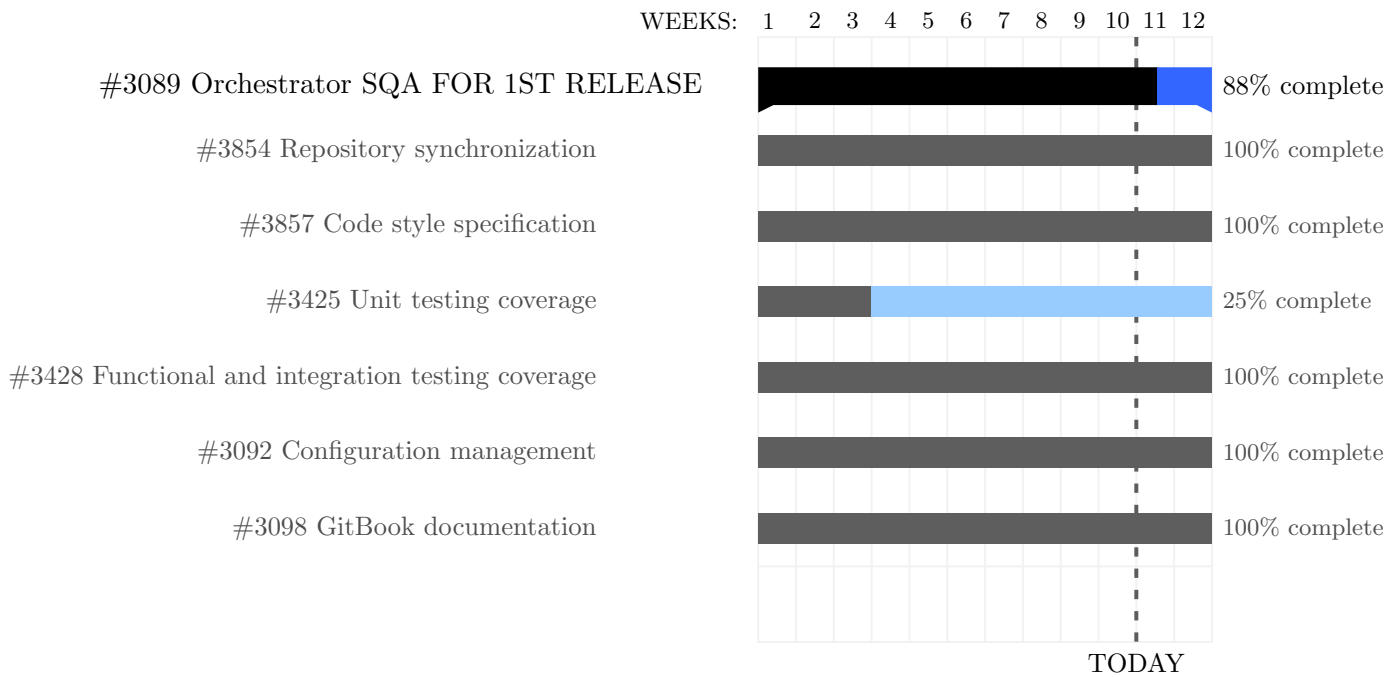 WEEKS: 1 2 3 4 5 6 7 8 9 10 11 12
#3089 Orchestrator SQA FOR 1ST RELEASE 88% complete
#3854 Repository synchronization 100% complete
#3857 Code style specification 100% complete
#3425 Unit testing coverage 25% complete
#3428 Functional and integration testing coverage 100% complete
#3092 Configuration management 100% complete
#3098 GitBook documentation 100% complete
TODAY